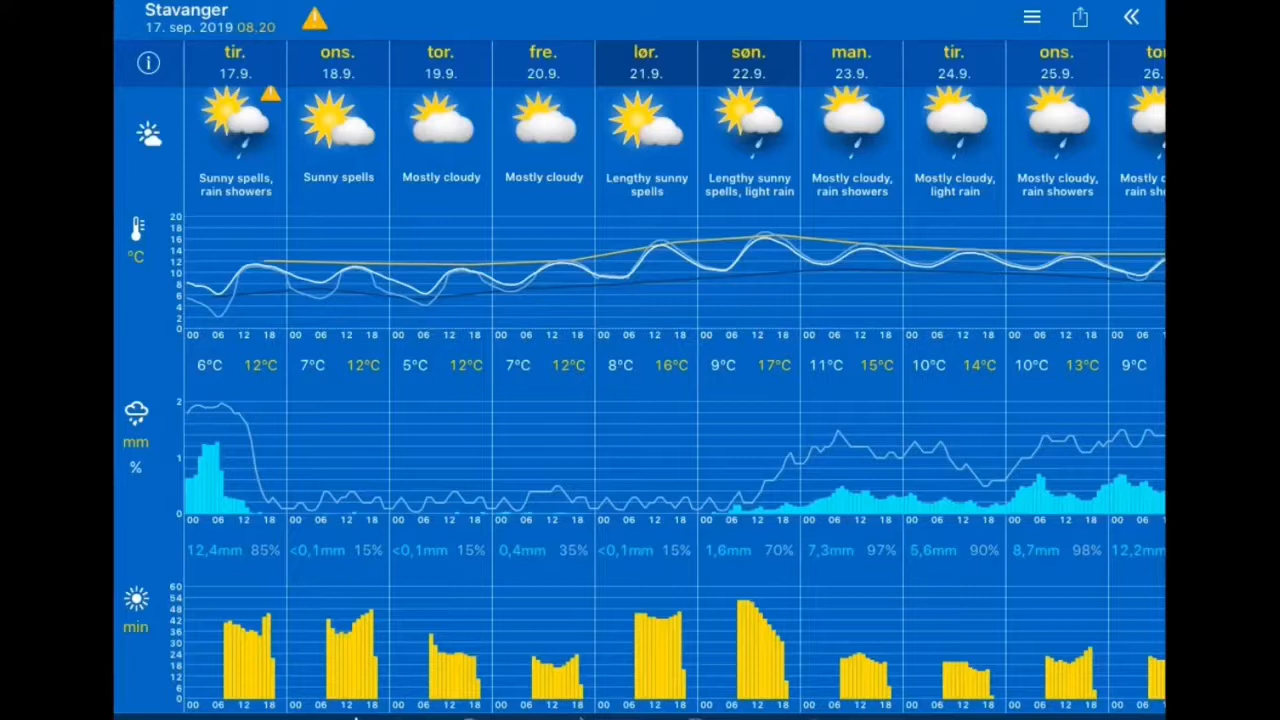 Stavanger
17. sep. 2019 08.20
tir. ons. tor. fre. lør. søn. man. tir. ons. tor
17.9. 18.9. 19.9. 20.9. 21.9. 22.9. 23.9. 24.9. 25.9. 26.
Sunny spells, Sunny spells Mostly cloudy Mostly cloudy Lengthy sunny Lengthy sunny Mostly cloudy, Mostly cloudy, Mostly cloudy, Mostly c
rain showers spells spells, light rain rain showers light rain rain showers rain sh
20
18
16
14
°C 12
10
8
6
4
2
0
00 06 12 18 00 06 12 18 00 06 12 18 00 06 12 18 00 06 12 18 00 06 12 18 00 06 12 18 00 06 12 18 00 06 12 18 00 06
6°C 12°C 7°C 12°C 5°C 12°C 7°C 12°C 8°C 16°C 9°C 17°C 11°C 15°C 10°C 14°C 10°C 13°C 9°C
2
mm
1
%
0
00 06 12 18 00 06 12 18 00 06 12 18 00 06 12 18 00 06 12 18 00 06 12 18 00 06 12 18 00 06 12 18 00 06 12 18 00 06 12
12,4mm 85% <0,1mm 15% <0,1mm 15% 0,4mm 35% <0,1mm 15% 1,6mm 70% 7,3mm 97% 5,6mm 90% 8,7mm 98% 12,2mm
60
54
48
42
min 36
30
24
18
12
6
0
00 06 12 18 00 06 12 18 00 06 12 18 00 06 12 18 00 06 12 18 00 06 12 18 00 06 12 18 00 06 12 18 00 06 12 18 00 06 12